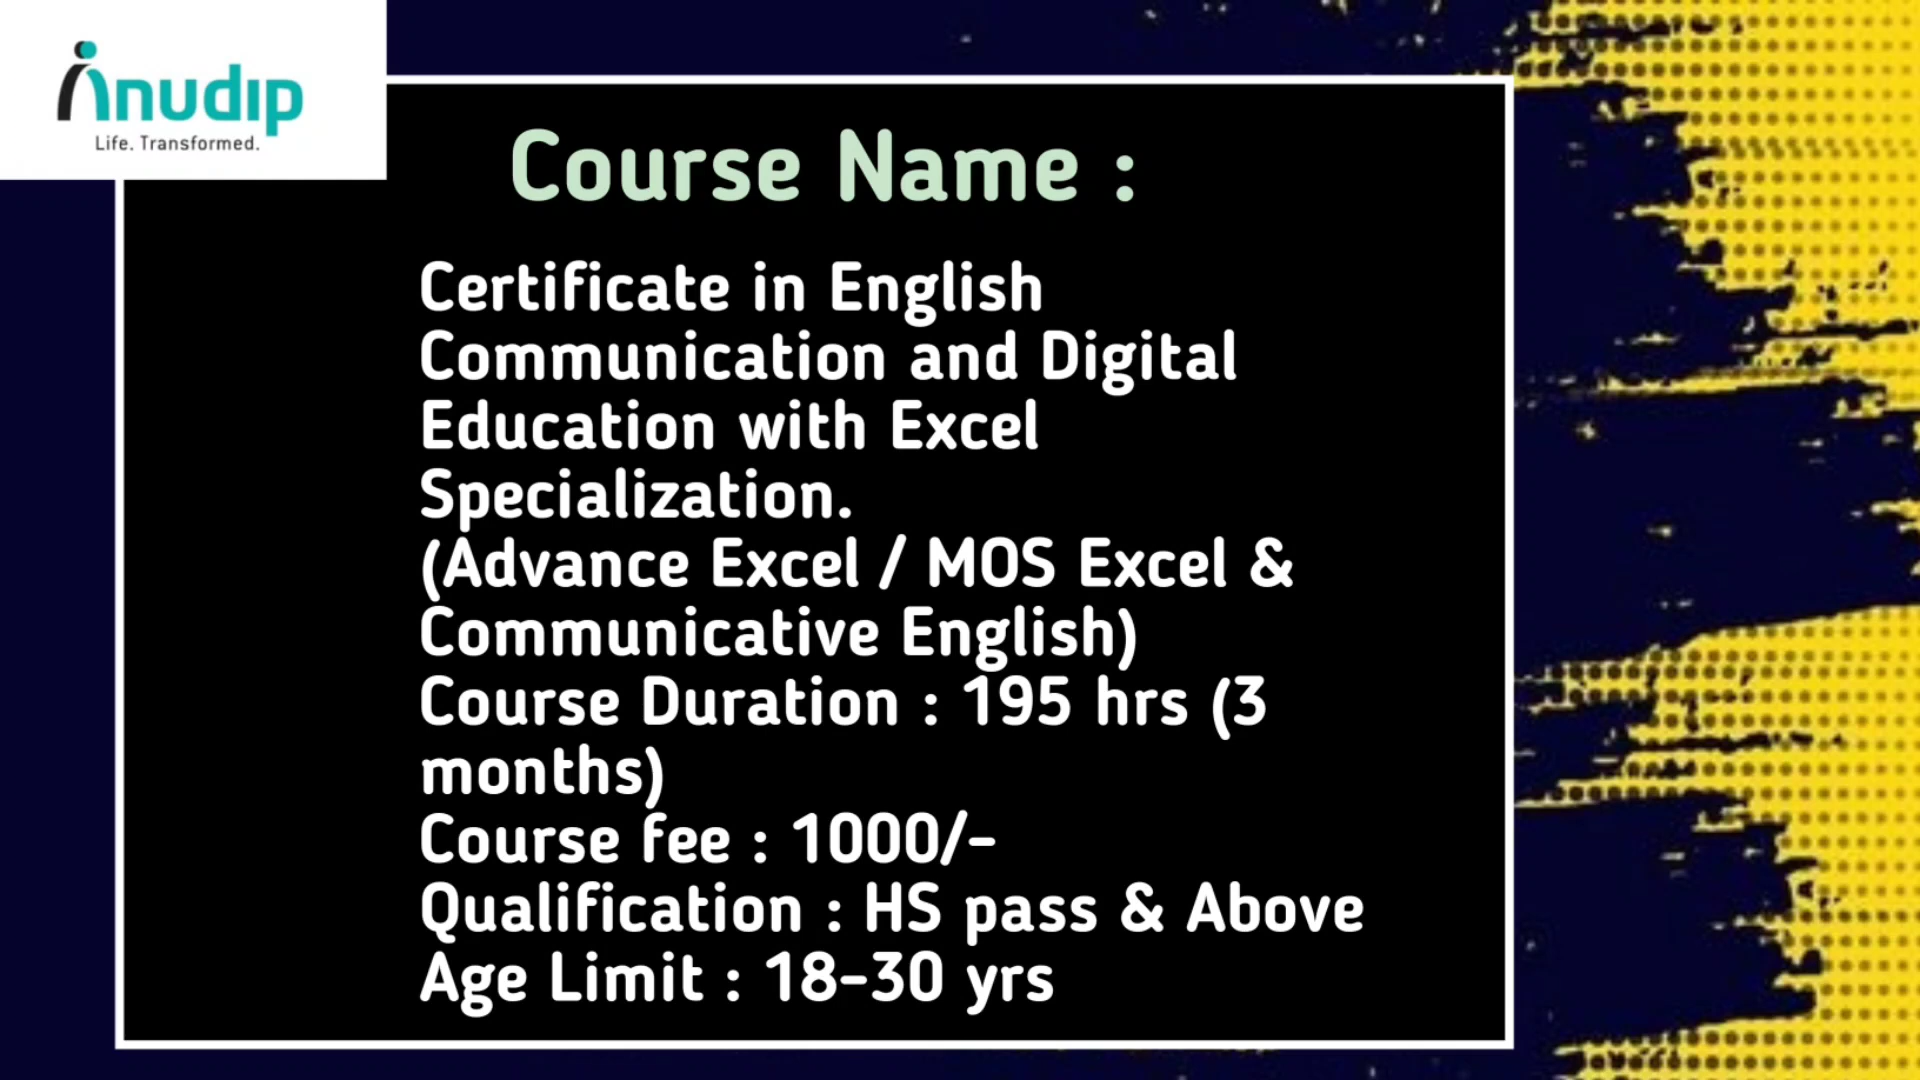 Anudip
Life. Transformed.
Course Name :
Certificate in English
Communication and Digital
Education with Excel
Specialization.
(Advance Excel / MOS Excel &
Communicative English)
Course Duration : 195 hrs (3
months)
Course fee : 1000/-
Qualification : HS pass & Above
Age Limit : 18-30 yrs